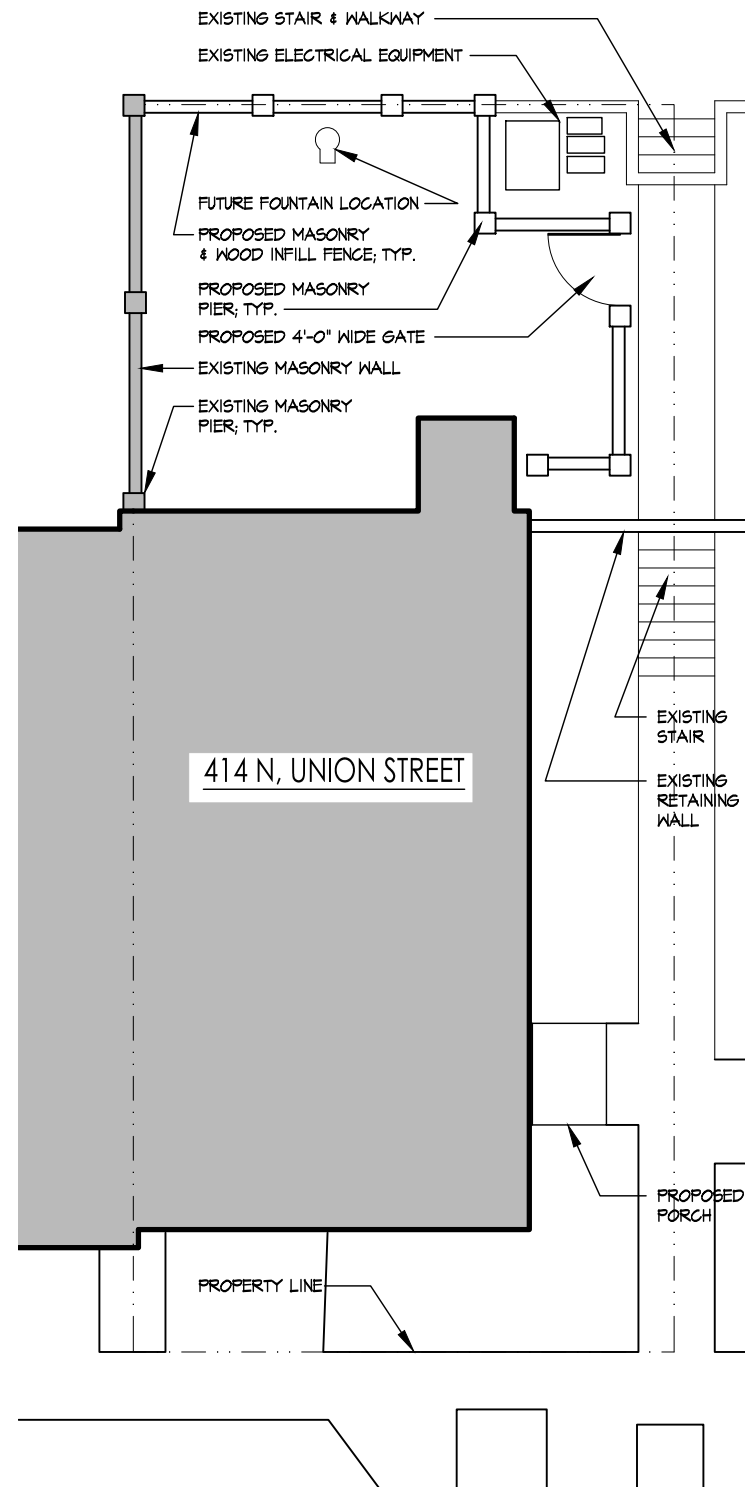 EXISTING STAIR & WALKWAY
EXISTING ELECTRICAL EQUIPMENT
FUTURE FOUNTAIN LOCATION
PROPOSED MASONRY
& WOOD INFILL FENCE; TYP.
PROPOSED MASONRY
PIER; TYP.
PROPOSED 4'-0" WIDE GATE
EXISTING MASONRY WALL
EXISTING MASONRY
PIER; TYP.
EXISTING
STAIR
414 N, UNION STREET
EXISTING
RETAINING
WALL
PROPOSED
PORCH
PROPERTY LINE